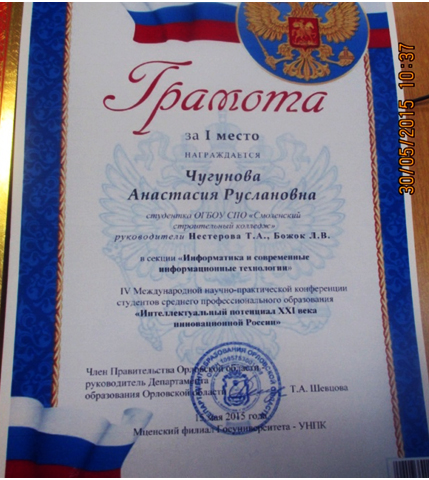 Грамота
за I место
НАГРАЖДАЕТСЯ
Чугунова
Анастасия Руслановна
студентка ОГБОУ СПО «Смоленский
строительный колледж»
руководители Нестерова Т.А., Божок Л.В.
в секции «Информатика и современные
информационные технологии»
IV Международной научно-практической конференции
студентов среднего профессионального образования
«Интеллектуальный потенциал XXI века
инновационной России»
Член Правительства Орловской области -
руководитель Департамента
образования Орловской области Т.А. Шевцова
15 мая 2015 года
Мценский филиал Госуниверситета - УНПК
30/05/2015 10:37